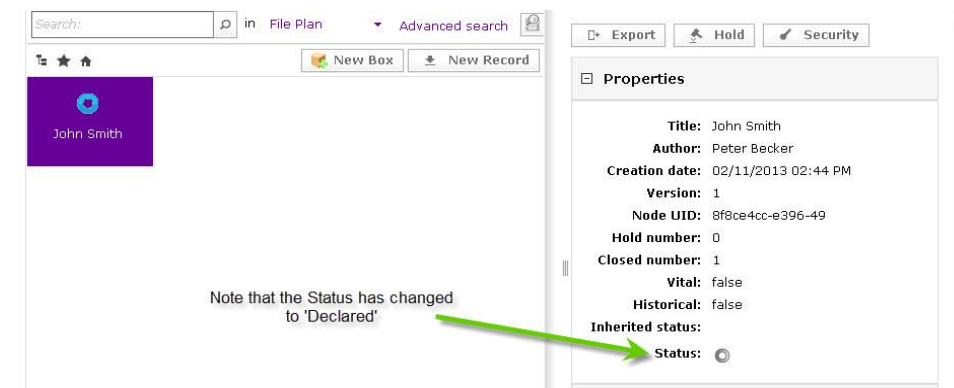 Search: in File Plan Advanced search
New Box New Record
John Smith
Note that the Status has changed
to 'Declared'
Export Hold Security
Properties
Title: John Smith
Author: Peter Becker
Creation date: 02/11/2013 02:44 PM
Version: 1
Node UID: 8f8ce4cc-e396-49
Hold number: 0
Closed number: 1
Vital: false
Historical: false
Inherited status:
Status: